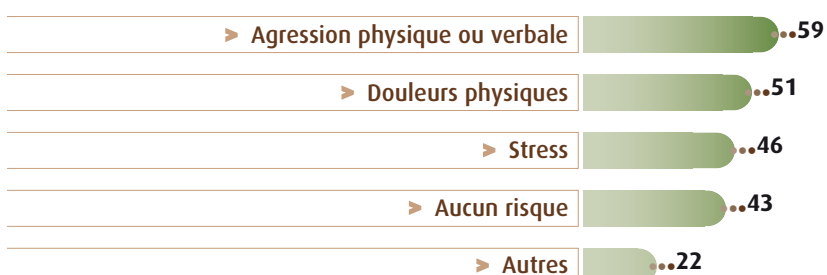 > Agression physique ou verbale 59
> Douleurs physiques 51
> Stress 46
> Aucun risque 43
> Autres 22